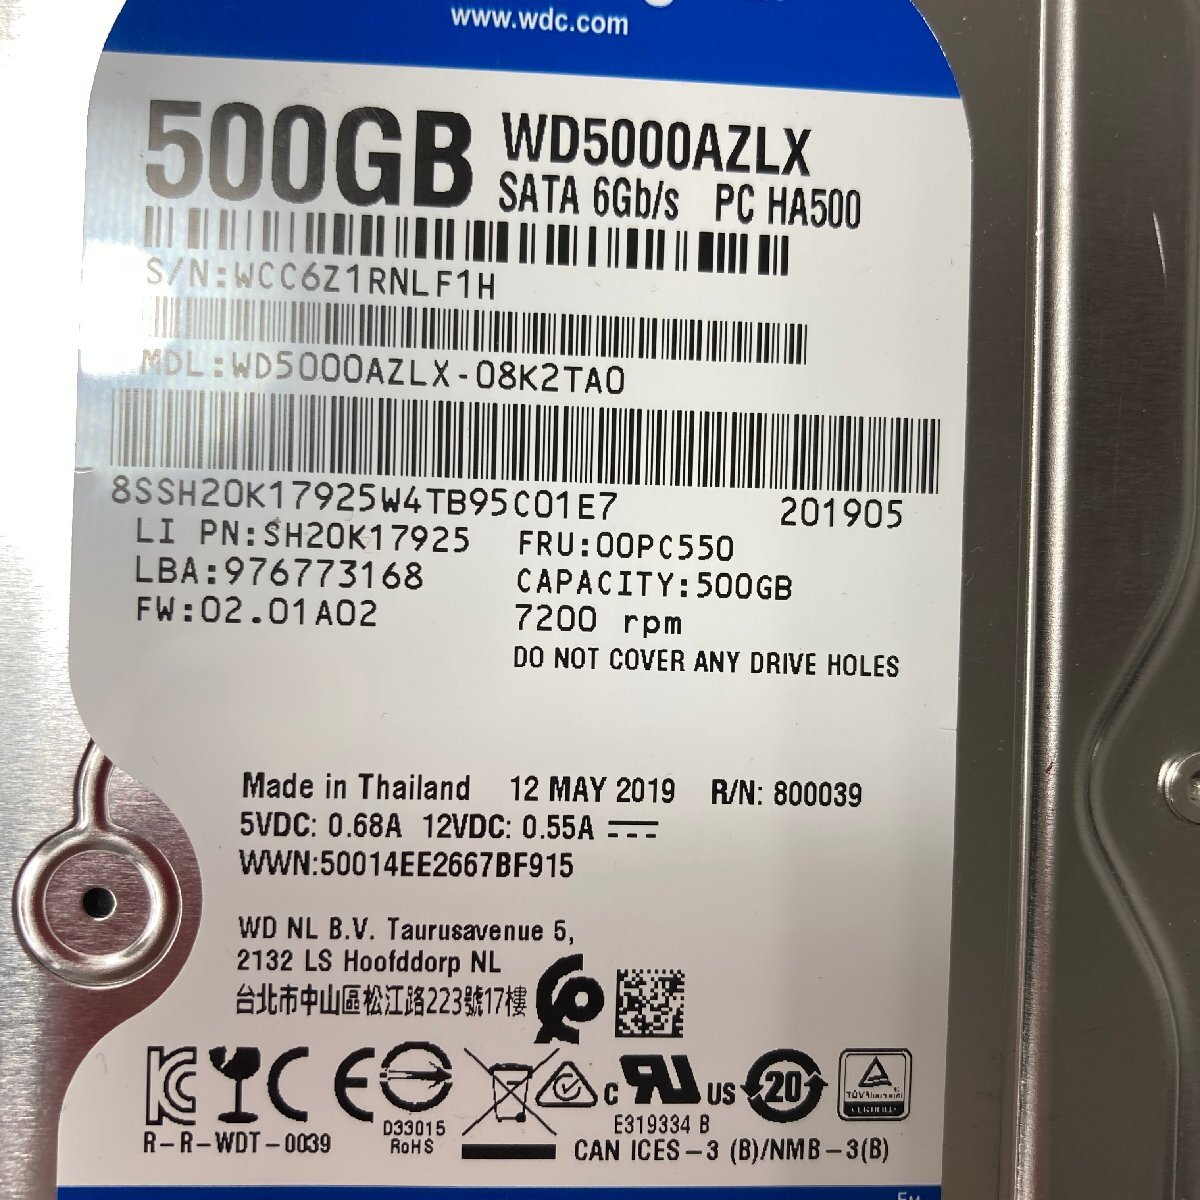 www.wdc.com
500GB WD5000AZLX
SATA 6Gb/s PC HA500
S/N:WCC6Z1RNLF1H
MDL:WD5000AZLX-08K2TA0
8SSH20K17925W4TB95C01E7 201905
LI PN:SH20K17925 FRU:00PC550
LBA:976773168 CAPACITY:500GB
FW:02.01A02 7200 rpm
DO NOT COVER ANY DRIVE HOLES
Made in Thailand 12 MAY 2019 R/N: 800039
5VDC: 0.68A 12VDC: 0.55A
WWN:50014EE2667BF915
WD NL B.V. Taurusavenue 5,
2132 LS Hoofddorp NL
台北市中山區松江路223號17樓
c US 20
D33015 E319334 B
R-R-WDT-0039 RoHS CAN ICES-3 (B)/NMB-3(B)